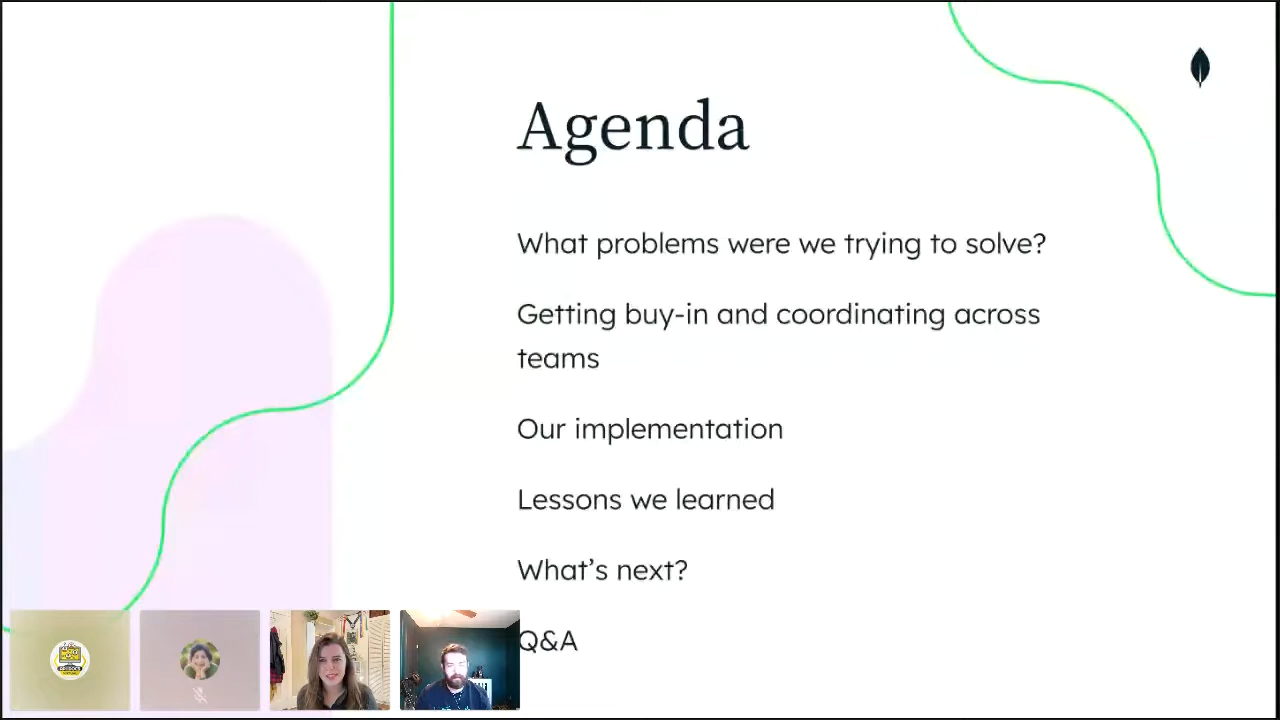 Agenda
What problems were we trying to solve?
Getting buy-in and coordinating across
teams
Our implementation
Lessons we learned
What’s next?
Q&A